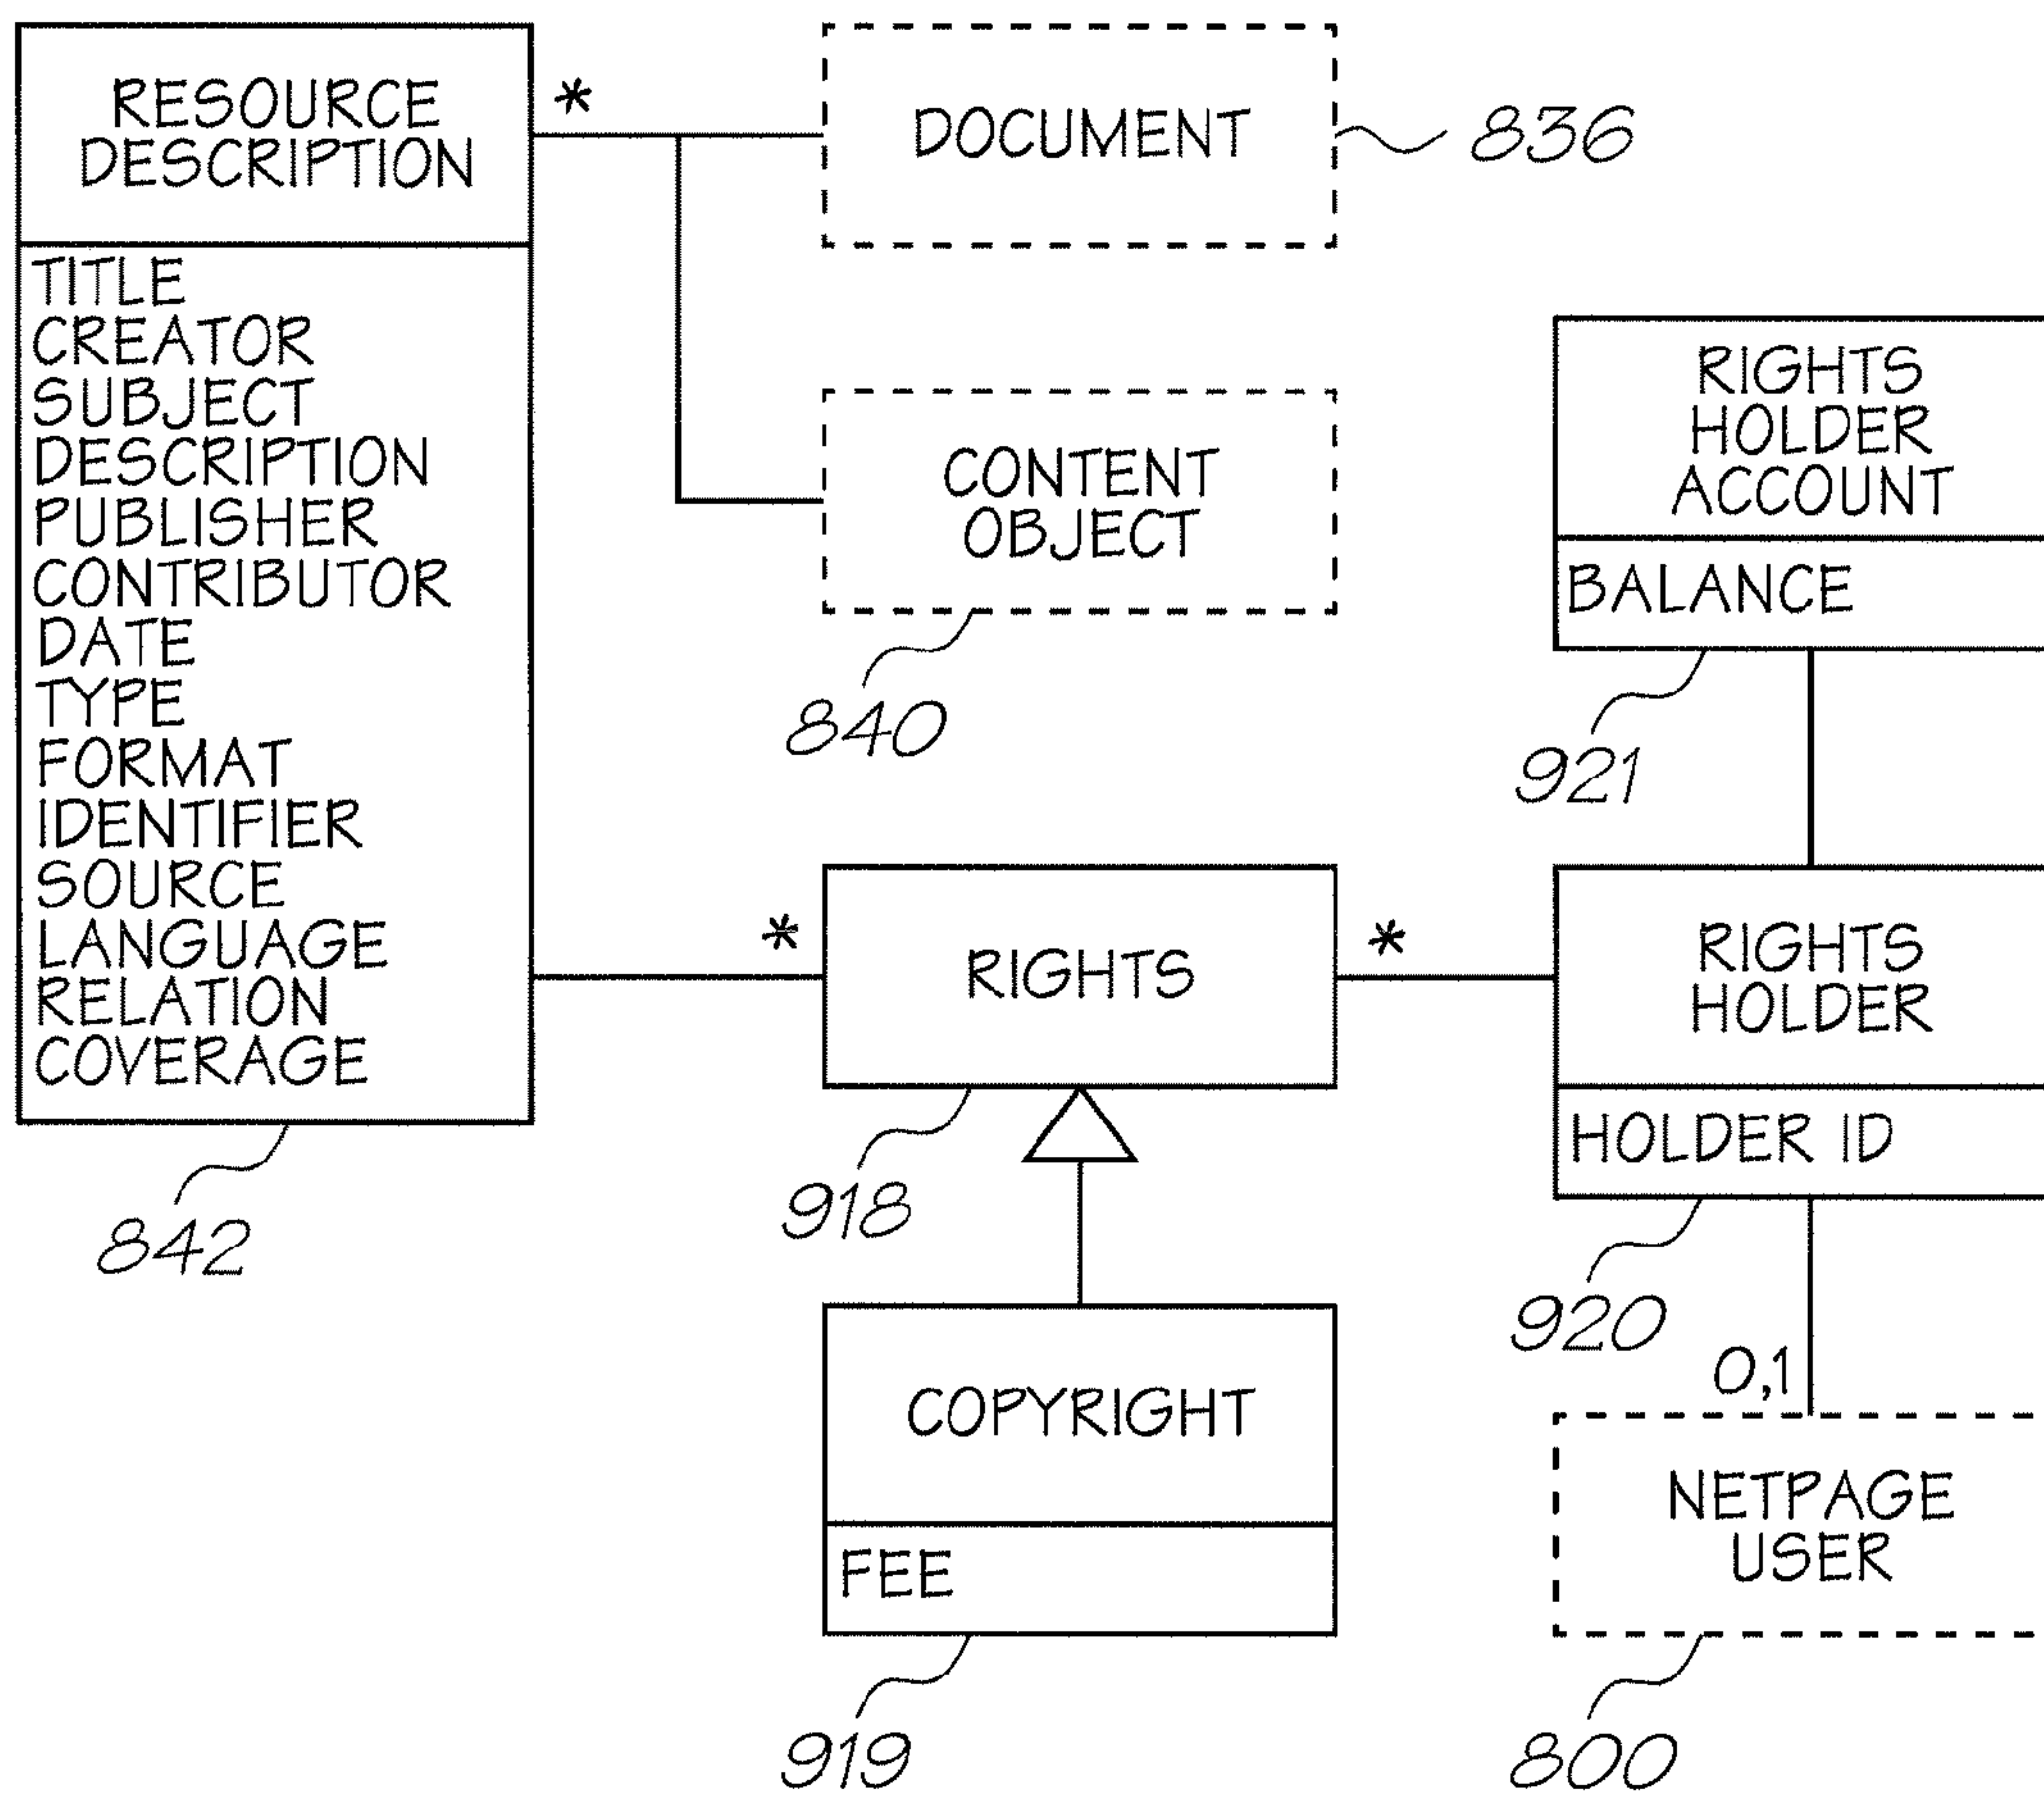 RESOURCE
DESCRIPTION
TITLE
CREATOR
SUBJECT
DESCRIPTION
PUBLISHER
CONTRIBUTOR
DATE
TYPE
FORMAT
IDENTIFIER
SOURCE
LANGUAGE
RELATION
COVERAGE
842
*
DOCUMENT
836
CONTENT
OBJECT
840
RIGHTS
HOLDER
ACCOUNT
BALANCE
921
*
RIGHTS
918
*
RIGHTS
HOLDER
HOLDER ID
920
0,1
COPYRIGHT
FEE
919
NETPAGE
USER
800